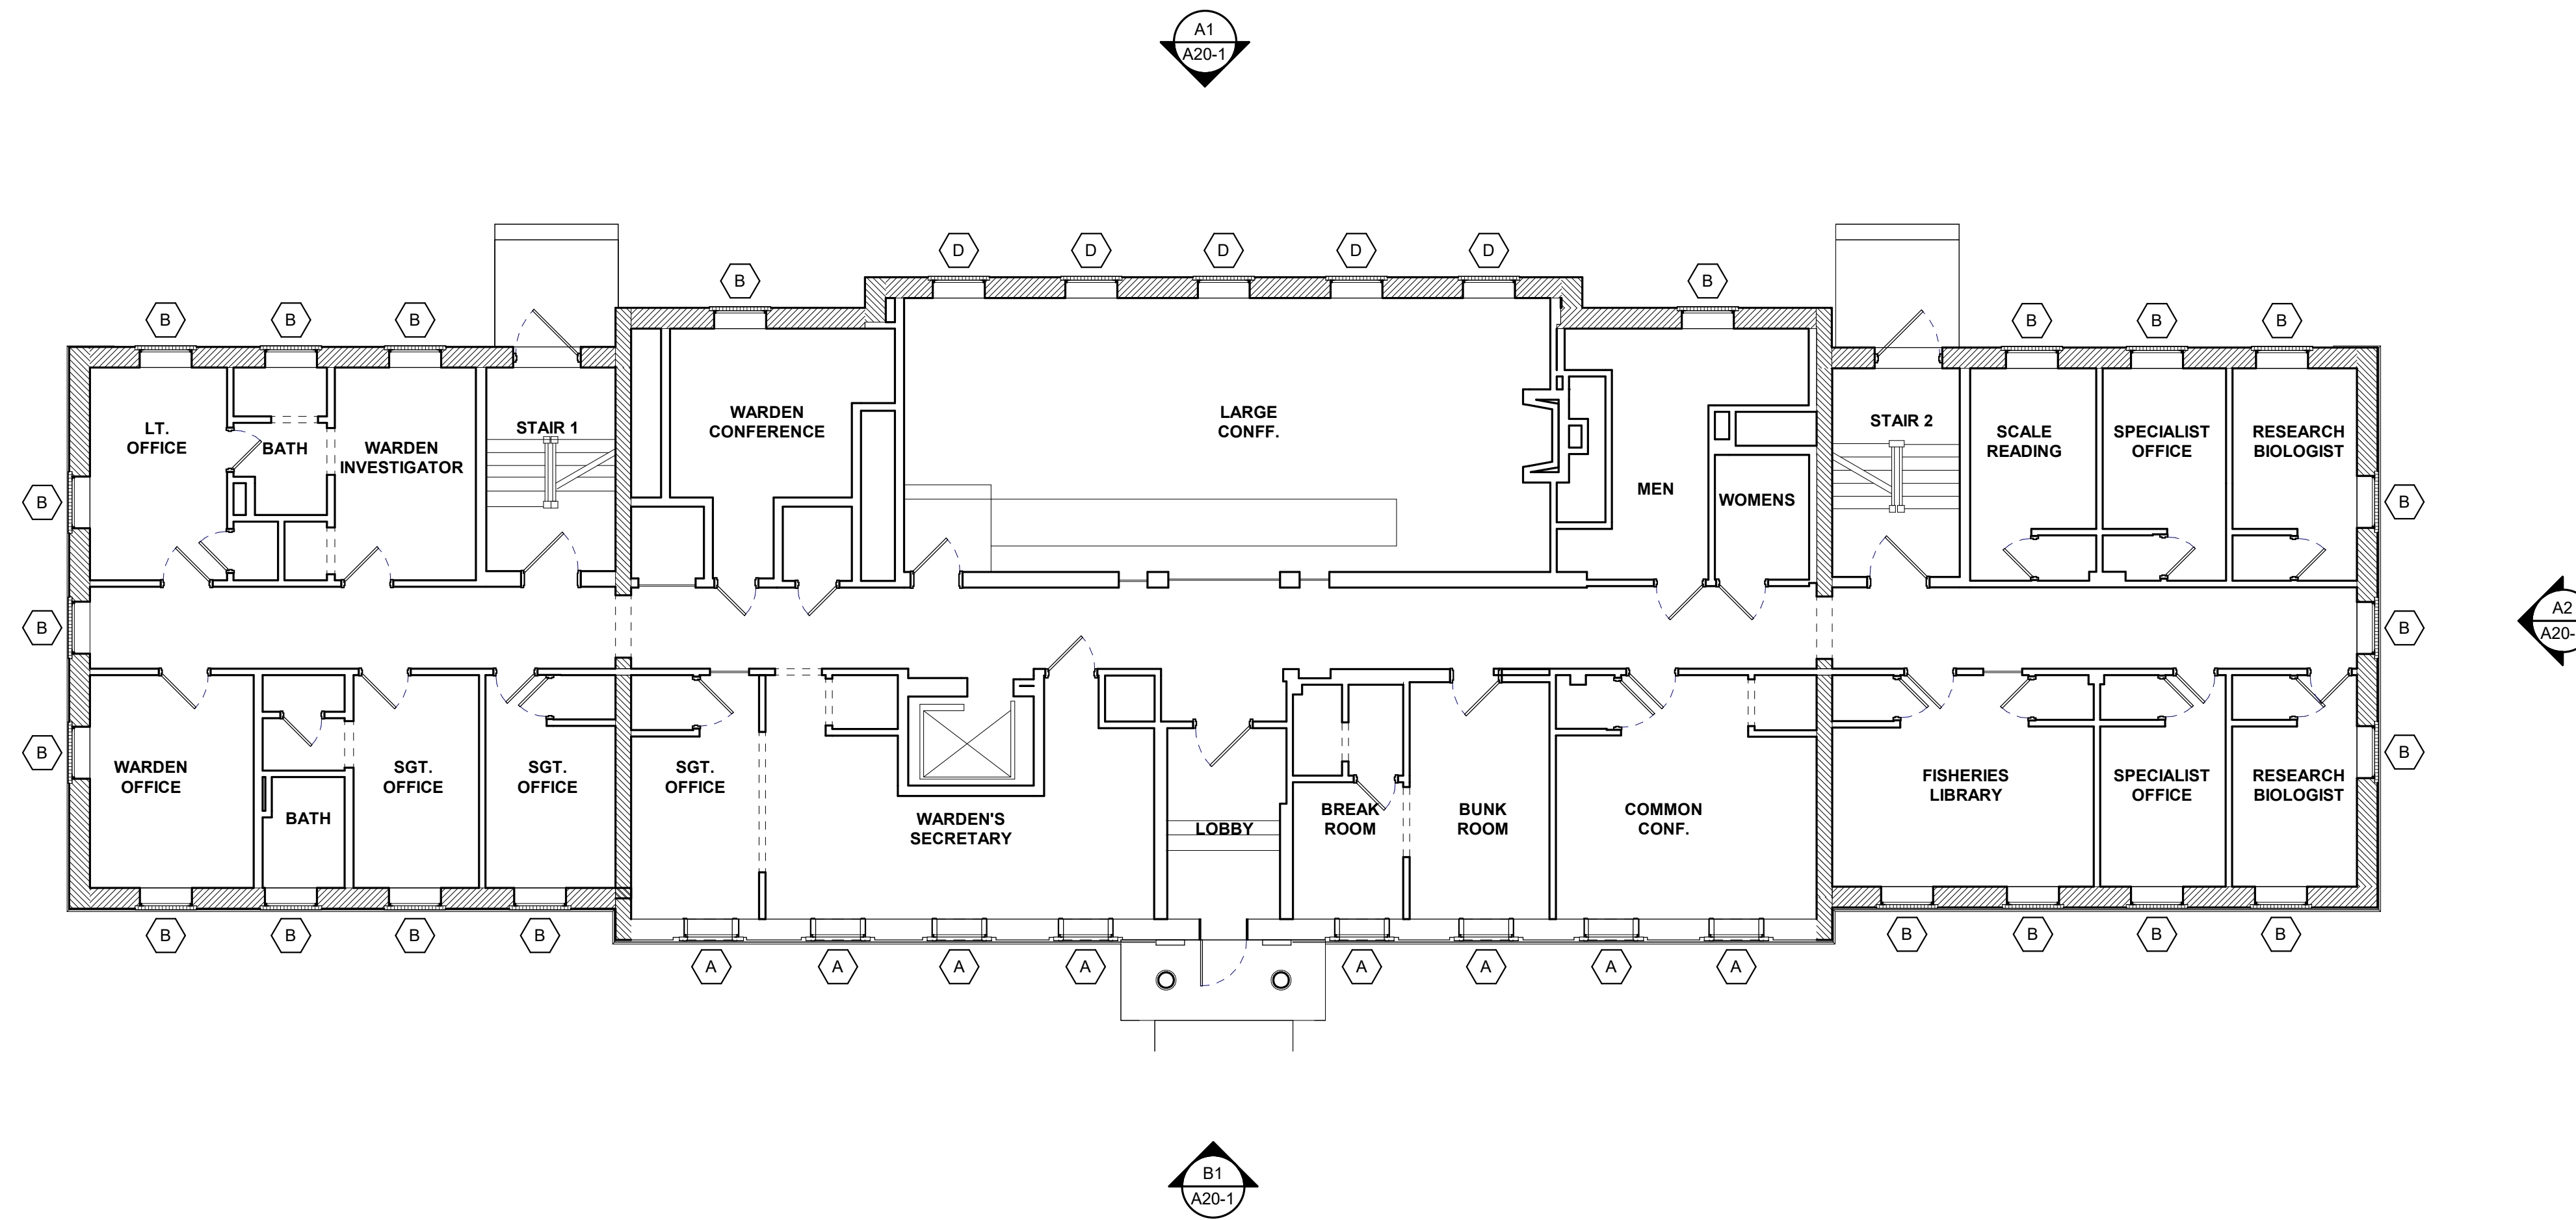 A1
A20-1
D
D
D
D
D
B
B
B
B
B
B
B
B
LT.
OFFICE
BATH
WARDEN
INVESTIGATOR
STAIR 1
WARDEN
CONFERENCE
LARGE
CONFF.
MEN
WOMENS
STAIR 2
SCALE
READING
SPECIALIST
OFFICE
RESEARCH
BIOLOGIST
B
B
B
B
A2
A20-
B
B
WARDEN
OFFICE
BATH
SGT.
OFFICE
SGT.
OFFICE
SGT.
OFFICE
WARDEN'S
SECRETARY
LOBBY
BREAK
ROOM
BUNK
ROOM
COMMON
CONF.
FISHERIES
LIBRARY
SPECIALIST
OFFICE
RESEARCH
BIOLOGIST
B
B
B
B
B
B
B
B
A
A
A
A
A
A
A
A
B1
A20-1